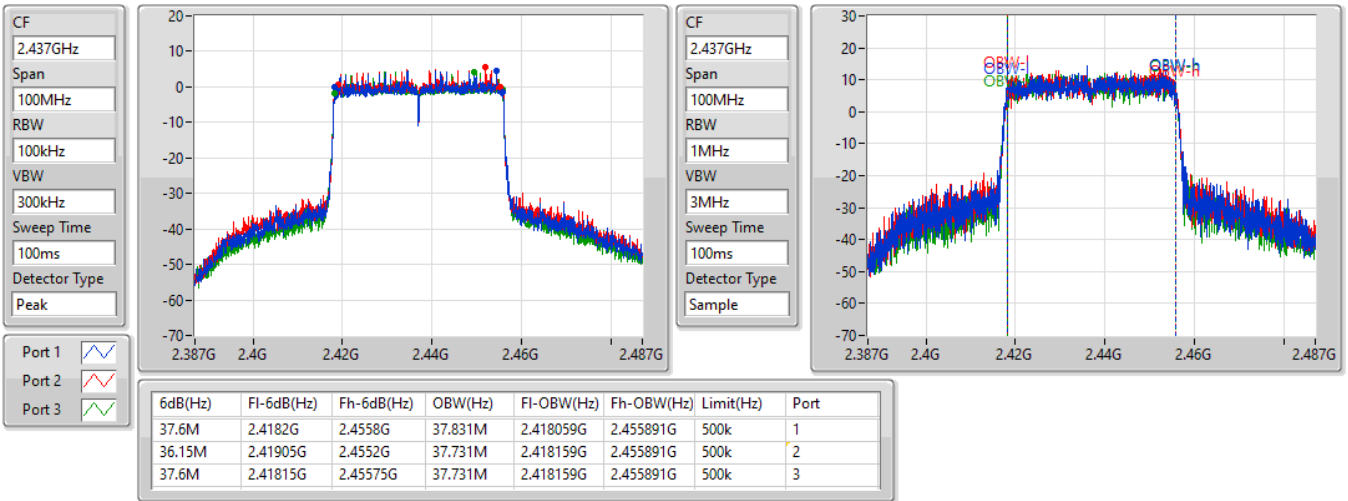 CF
2.437GHz
Span
100MHz
RBW
100kHz
VBW
300kHz
Sweep Time
100ms
Detector Type
Peak
20
10
0
-10
-20
-30
-40
-50
-60
-70
2.387G 2.4G 2.42G 2.44G 2.46G 2.487G
CF
2.437GHz
Span
100MHz
RBW
1MHz
VBW
3MHz
Sweep Time
100ms
Detector Type
Sample
30
20
10
0
-10
-20
-30
-40
-50
-60
-70
OBW-l
OBW-l
OBW
OBW-h
OBW-h
2.387G 2.4G 2.42G 2.44G 2.46G 2.487G
Port 1
Port 2
Port 3
6dB(Hz) Fl-6dB(Hz) Fh-6dB(Hz) OBW(Hz) Fl-OBW(Hz) Fh-OBW(Hz) Limit(Hz) Port
37.6M 2.4182G 2.4558G 37.831M 2.418059G 2.455891G 500k 1
36.15M 2.41905G 2.4552G 37.731M 2.418159G 2.455891G 500k 2
37.6M 2.41815G 2.45575G 37.731M 2.418159G 2.455891G 500k 3